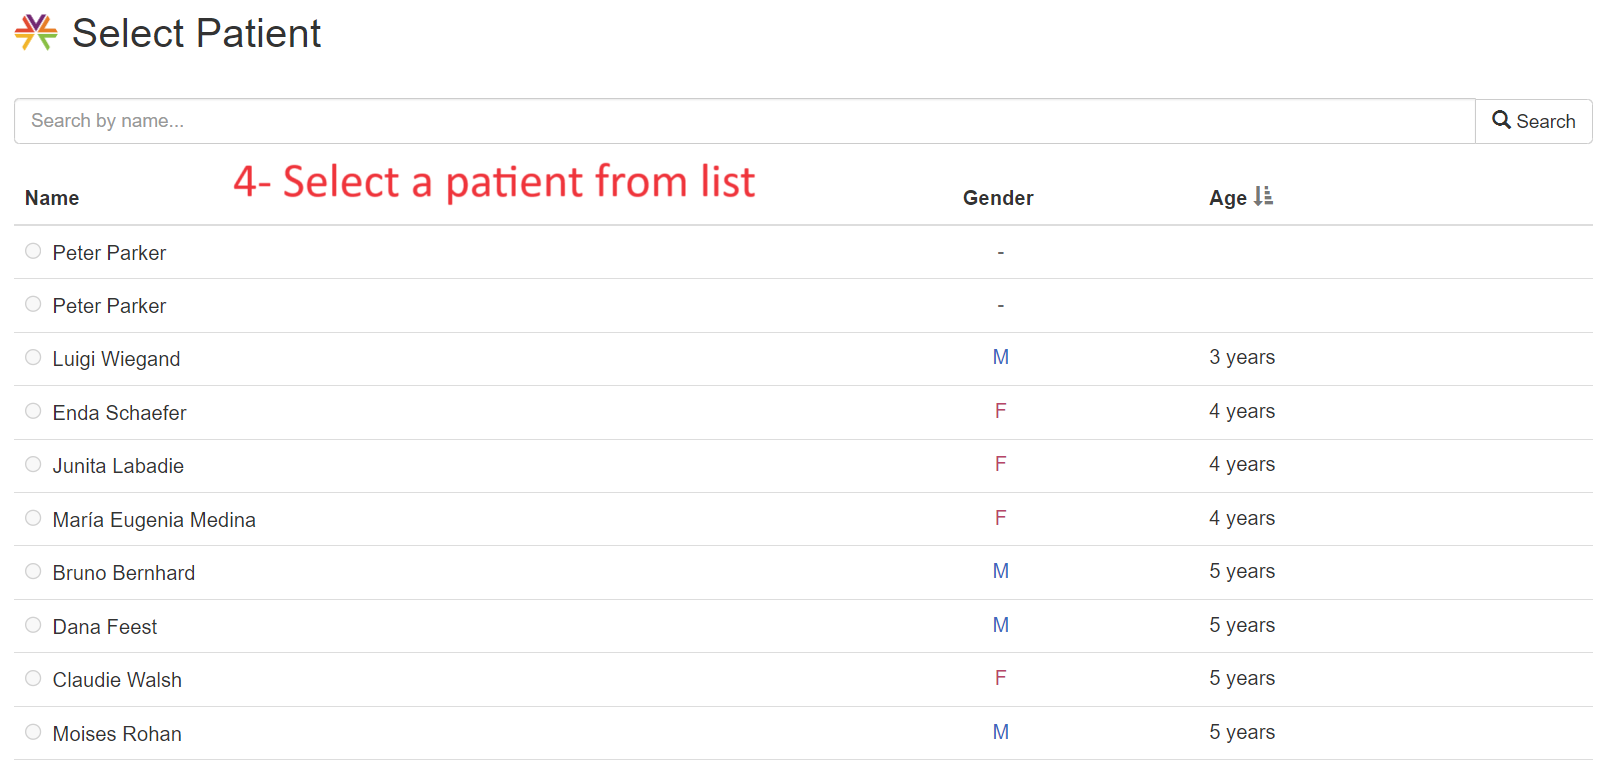 Select Patient
Search by name...
Search
4- Select a patient from list
Name Gender Age
Peter Parker -
Peter Parker -
Luigi Wiegand M 3 years
Enda Schaefer F 4 years
Junita Labadie F 4 years
María Eugenia Medina F 4 years
Bruno Bernhard M 5 years
Dana Feest M 5 years
Claudie Walsh F 5 years
Moises Rohan M 5 years